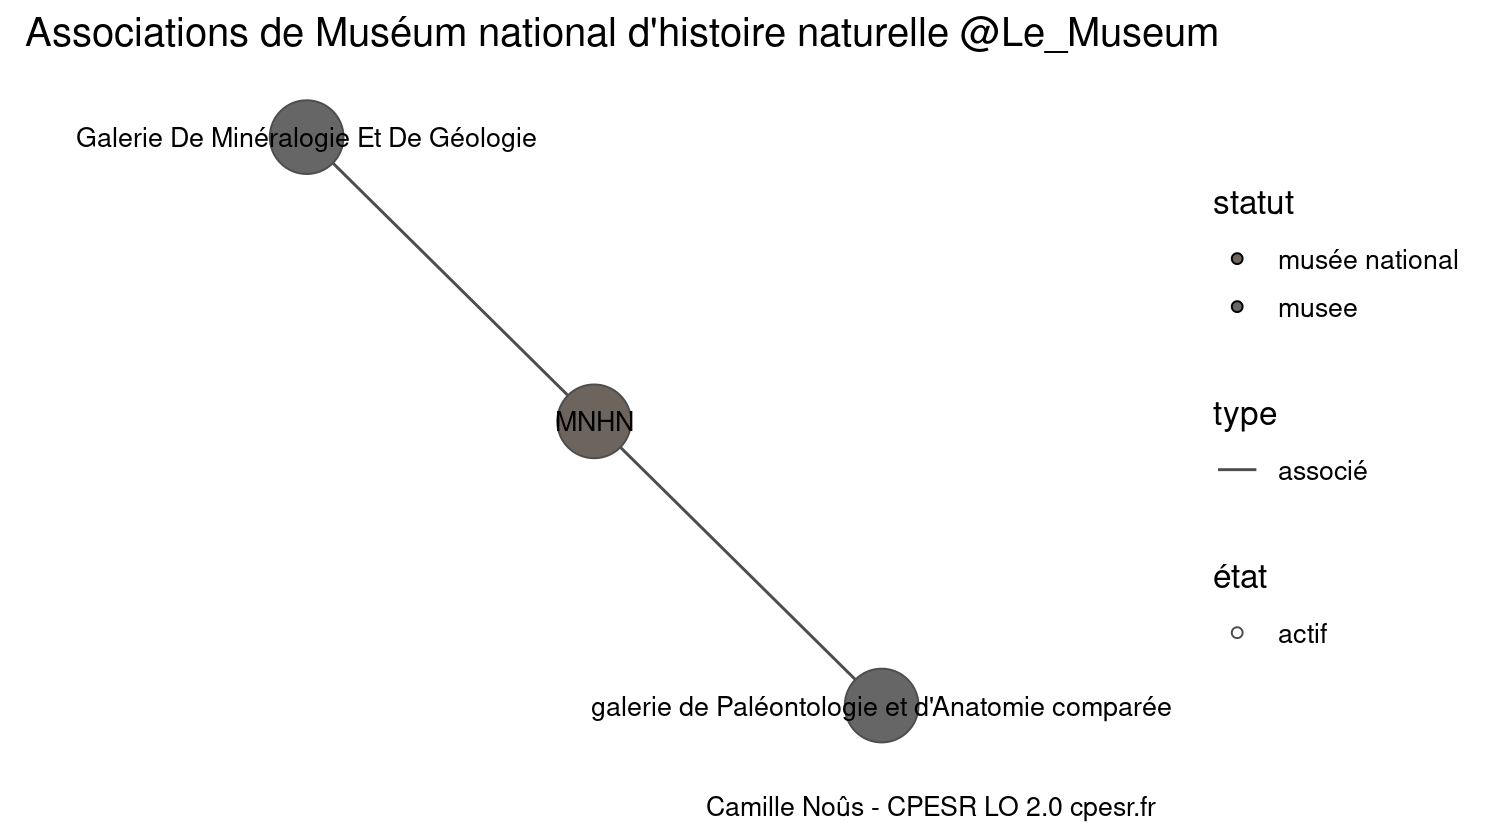 Associations de Muséum national d'histoire naturelle @Le_Museum
Galerie De Minéralogie Et De Géologie
MNHN
galerie de Paléontologie et d'Anatomie comparée
statut
musée national
musee
type
associé
état
actif
Camille Noûs - CPESR LO 2.0 cpesr.fr